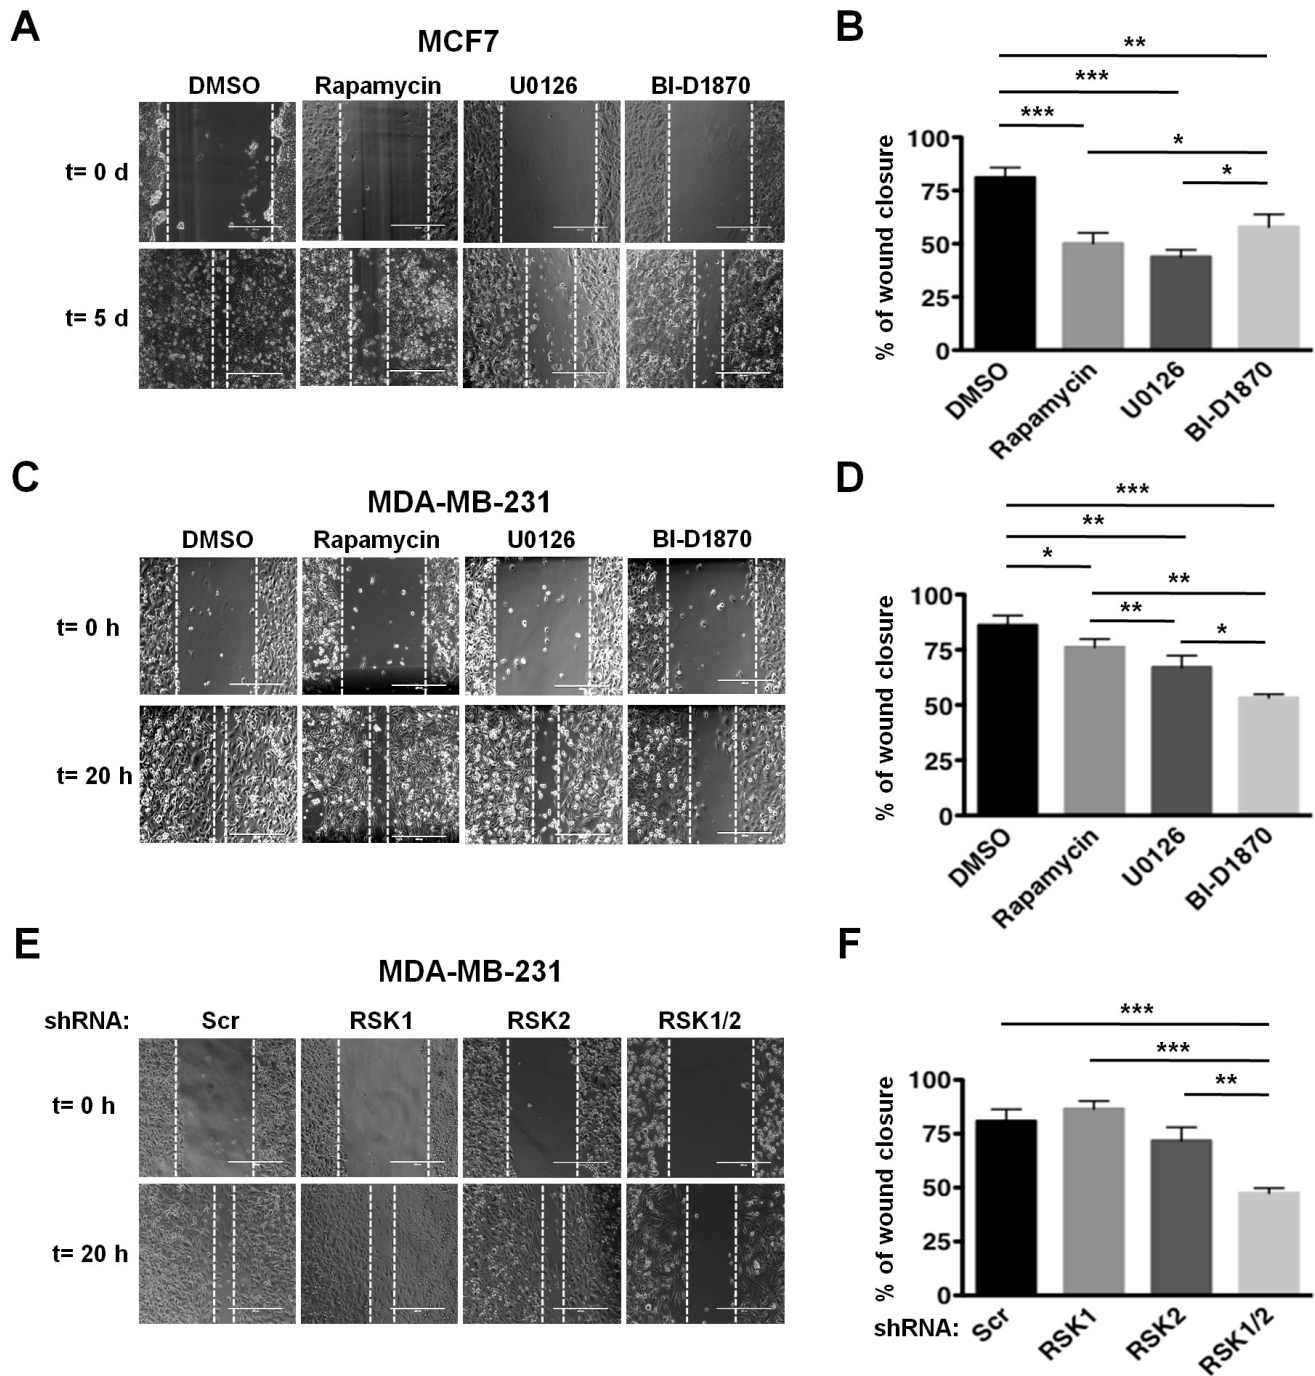 A
MCF7
DMSO Rapamycin U0126 BI-D1870
t= 0 d
t= 5 d
B
**
***
***
*
*
% of wound closure
100
75
50
25
0
DMSO
Rapamycin
U0126
BI-D1870
C
MDA-MB-231
DMSO Rapamycin U0126 BI-D1870
t= 0 h
t= 20 h
D
***
**
*
**
**
*
% of wound closure
100
75
50
25
0
DMSO
Rapamycin
U0126
BI-D1870
E
MDA-MB-231
shRNA: Scr RSK1 RSK2 RSK1/2
t= 0 h
t= 20 h
F
***
***
**
% of wound closure
100
75
50
25
0
shRNA: Scr
RSK1
RSK2
RSK1/2